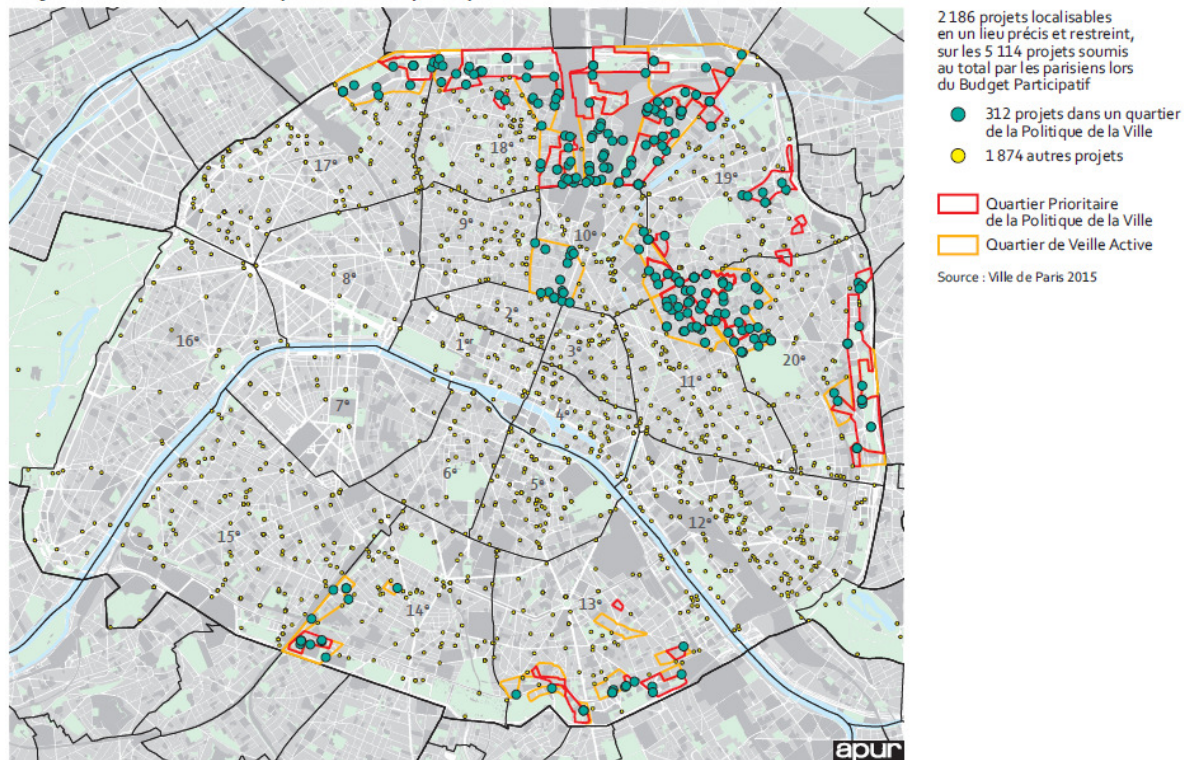 2 186 projets localisables
en un lieu précis et restreint,
sur les 5 114 projets soumis
au total par les parisiens lors
du Budget Participatif
312 projets dans un quartier
de la Politique de la Ville
1 874 autres projets
Quartier Prioritaire
de la Politique de la Ville
Quartier de Veille Active
Source : Ville de Paris 2015
18ᵉ
17ᵉ
19ᵉ
9ᵉ
10ᵉ
8ᵉ
2ᵉ
16ᵉ
1ᵉʳ
3ᵉ
20ᵉ
11ᵉ
7ᵉ
4ᵉ
6ᵉ
5ᵉ
12ᵉ
15ᵉ
14ᵉ
13ᵉ
apur